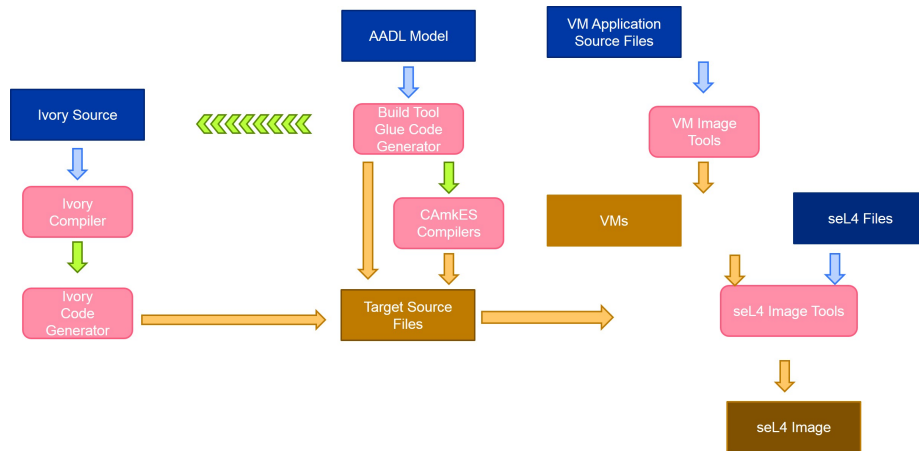 AADL Model
VM Application
Source Files
Ivory Source
Build Tool
Glue Code
Generator
VM Image
Tools
Ivory
Compiler
CAmkES
Compilers
VMs
seL4 Files
Ivory
Code
Generator
Target Source
Files
seL4 Image Tools
seL4 Image